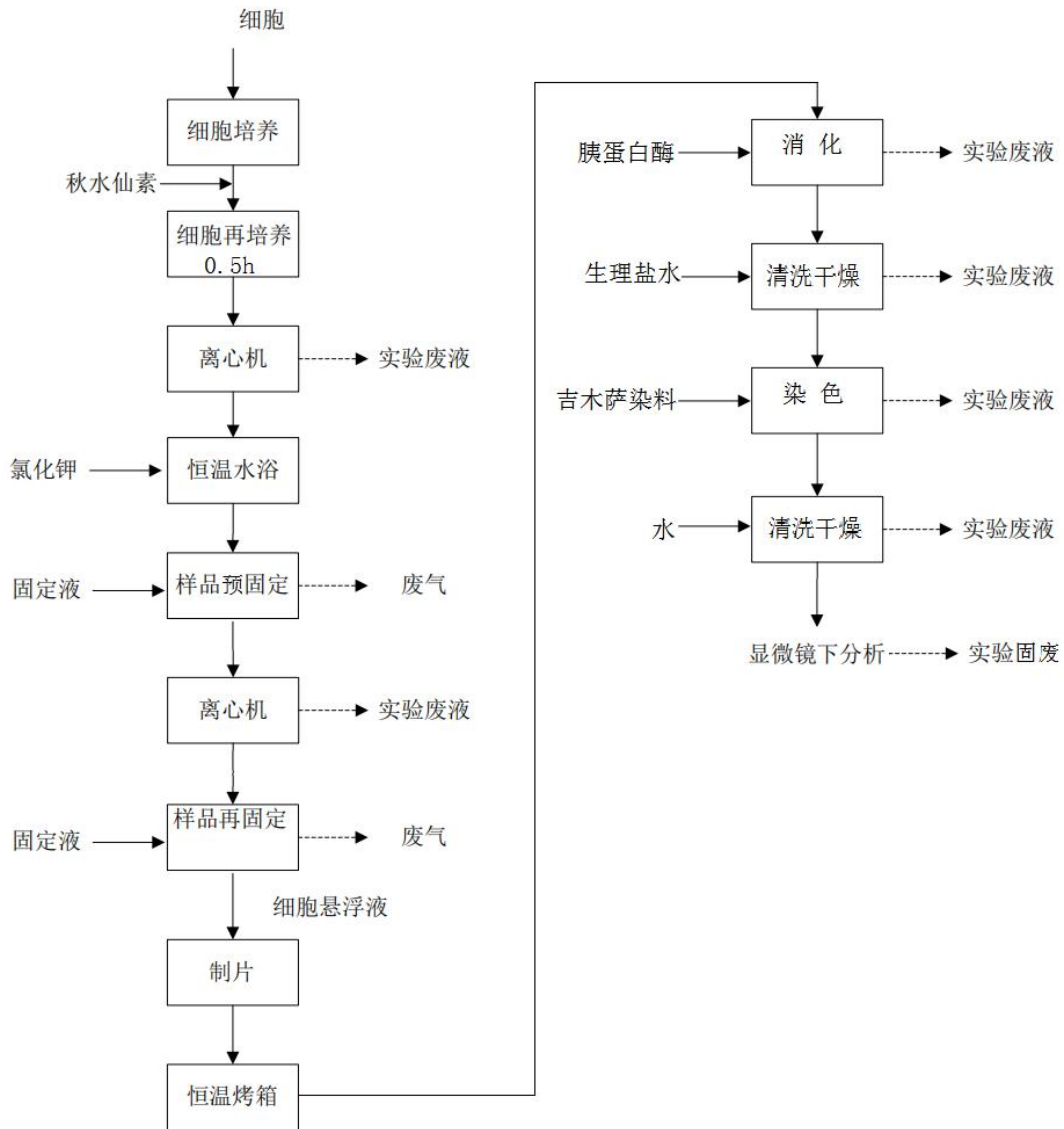 细胞
细胞培养
秋水仙素
细胞再培养
0.5h
离心机
实验废液
氯化钾
恒温水浴
固定液
样品预固定
废气
离心机
实验废液
固定液
样品再固定
废气
细胞悬浮液
制片
恒温烤箱
胰蛋白酶
消 化
实验废液
生理盐水
清洗干燥
实验废液
吉木萨染料
染 色
实验废液
水
清洗干燥
实验废液
显微镜下分析
实验固废